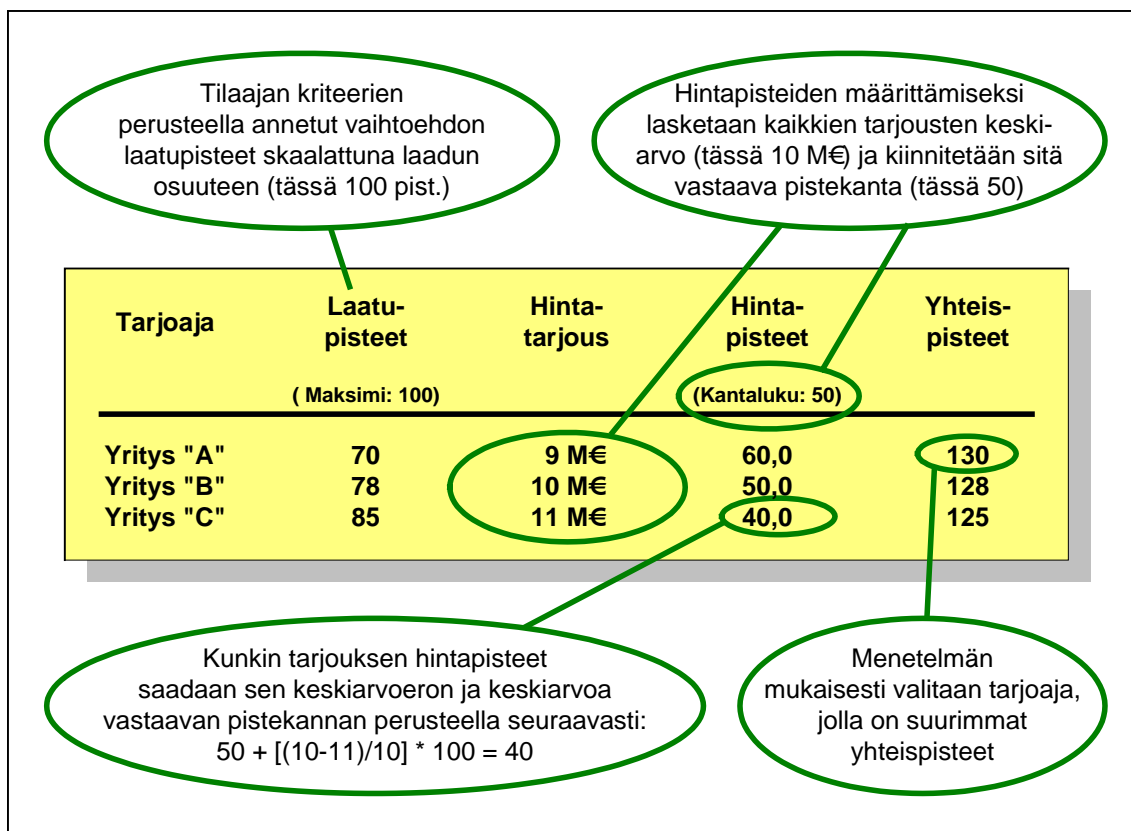 Tilaajan kriteerien
perusteella annetut vaihtoehdon
laatupisteet skaalattuna laadun
osuuteen (tässä 100 pist.)
Hintapisteiden määrittämiseksi
lasketaan kaikkien tarjousten keski-
arvo (tässä 10 M€) ja kiinnitetään sitä
vastaava pistekanta (tässä 50)
Tarjoaja Laatu- Hinta- Hinta- Yhteis-
pisteet tarjous pisteet pisteet
( Maksimi: 100) (Kantaluku: 50)
Yritys "A" 70 9 M€ 60,0 130
Yritys "B" 78 10 M€ 50,0 128
Yritys "C" 85 11 M€ 40,0 125
Kunkin tarjouksen hintapisteet
saadaan sen keskiarvoeron ja keskiarvoa
vastaavan pistekannan perusteella seuraavasti:
50 + [(10-11)/10] * 100 = 40
Menetelmän
mukaisesti valitaan tarjoaja,
jolla on suurimmat
yhteispisteet